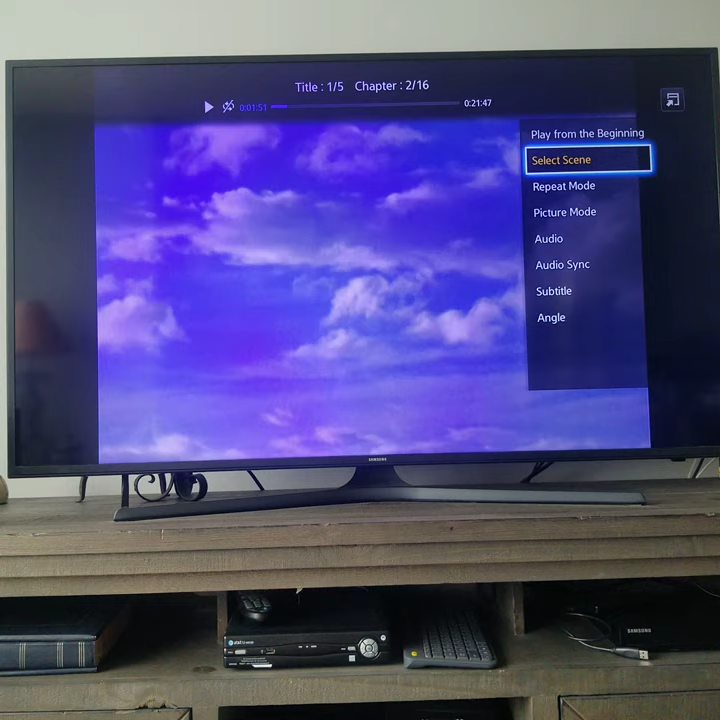 Title : 1/5 Chapter : 2/16
0:01:51 0:21:47
Play from the Beginning
Select Scene
Repeat Mode
Picture Mode
Audio
Audio Sync
Subtitle
Angle
SAMSUNG
at&t
SAMSUNG